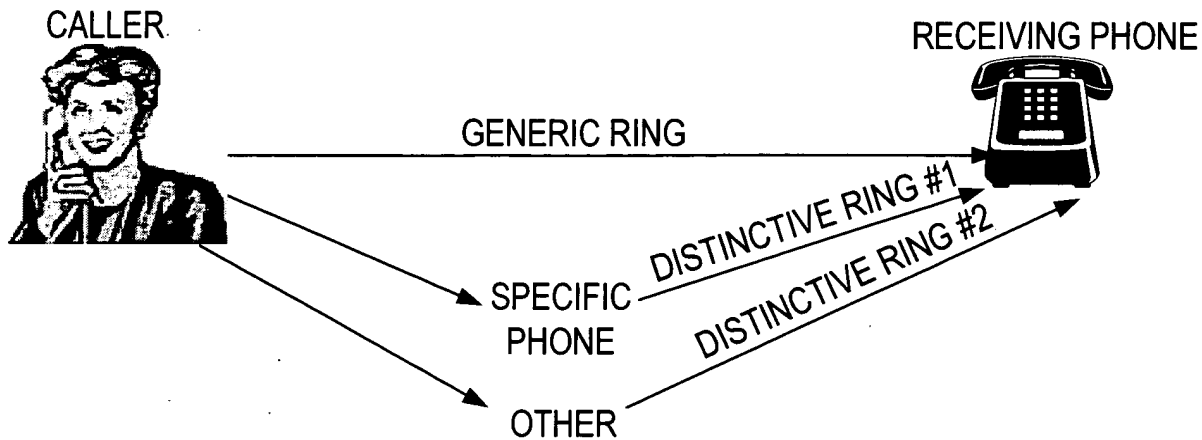 CALLER
RECEIVING PHONE
GENERIC RING
DISTINCTIVE RING #1
DISTINCTIVE RING #2
SPECIFIC
PHONE
OTHER